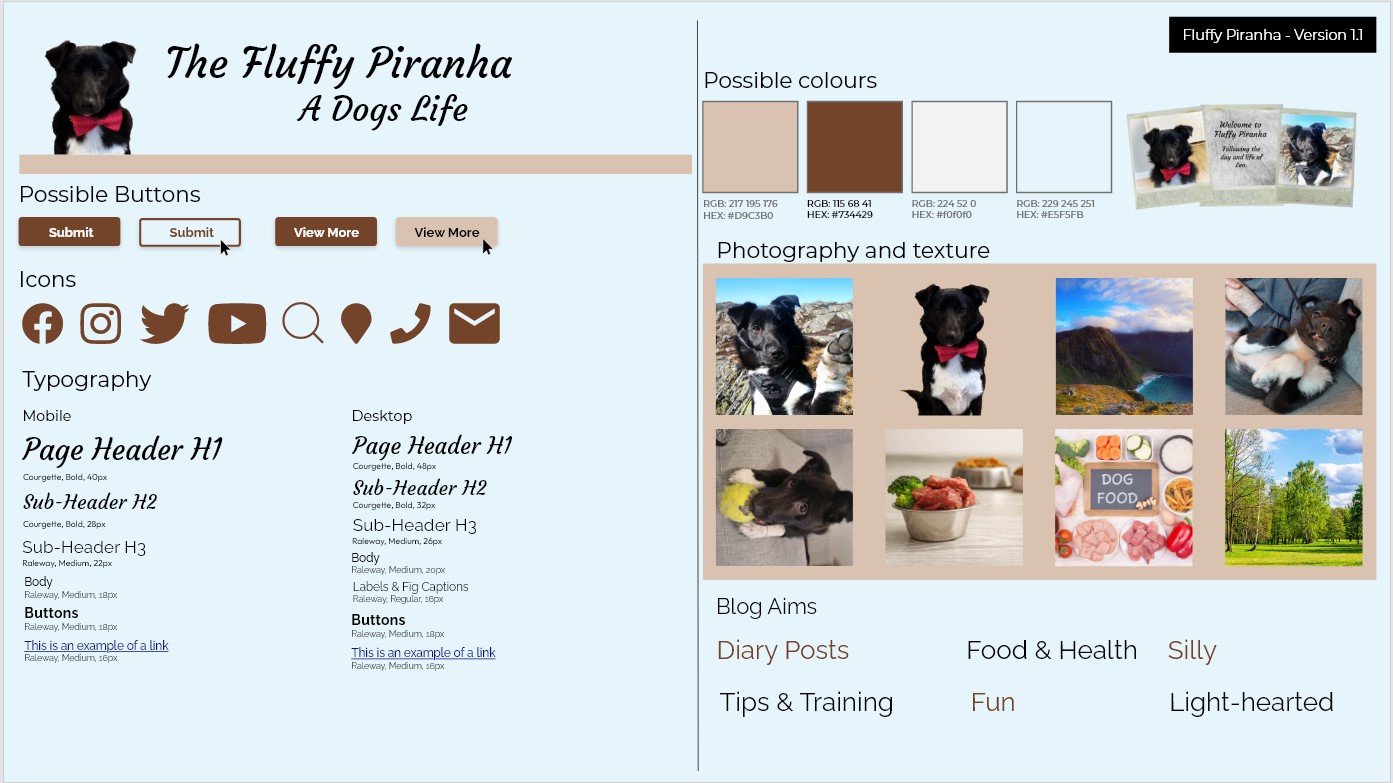 The Fluffy Piranha
A Dogs Life
Possible Buttons
Submit
Submit
View More
View More
Icons
Typography
Mobile
Page Header H1
Courgette, Bold, 40px
Sub-Header H2
Courgette, Bold, 28px
Sub-Header H3
Raleway, Medium, 22px
Body
Raleway, Medium, 18px
Buttons
Raleway, Medium, 18px
This is an example of a link
Raleway, Medium, 16px
Desktop
Page Header H1
Courgette, Bold, 48px
Sub-Header H2
Courgette, Bold, 32px
Sub-Header H3
Raleway, Medium, 26px
Body
Raleway, Medium, 20px
Labels & Fig Captions
Raleway, Regular, 16px
Buttons
Raleway, Medium, 18px
This is an example of a link
Raleway, Medium, 16px
Fluffy Piranha - Version 1.1
Possible colours
RGB: 217 195 176
HEX: #D9C3B0
RGB: 115 68 41
HEX: #734429
RGB: 224 52 0
HEX: #f0f0f0
RGB: 229 245 251
HEX: #E5F5FB
Welcome to
Fluffy Piranha
Following the
day and life of
Leo.
Photography and texture
DOG
FOOD
Blog Aims
Diary Posts
Food & Health
Silly
Tips & Training
Fun
Light-hearted